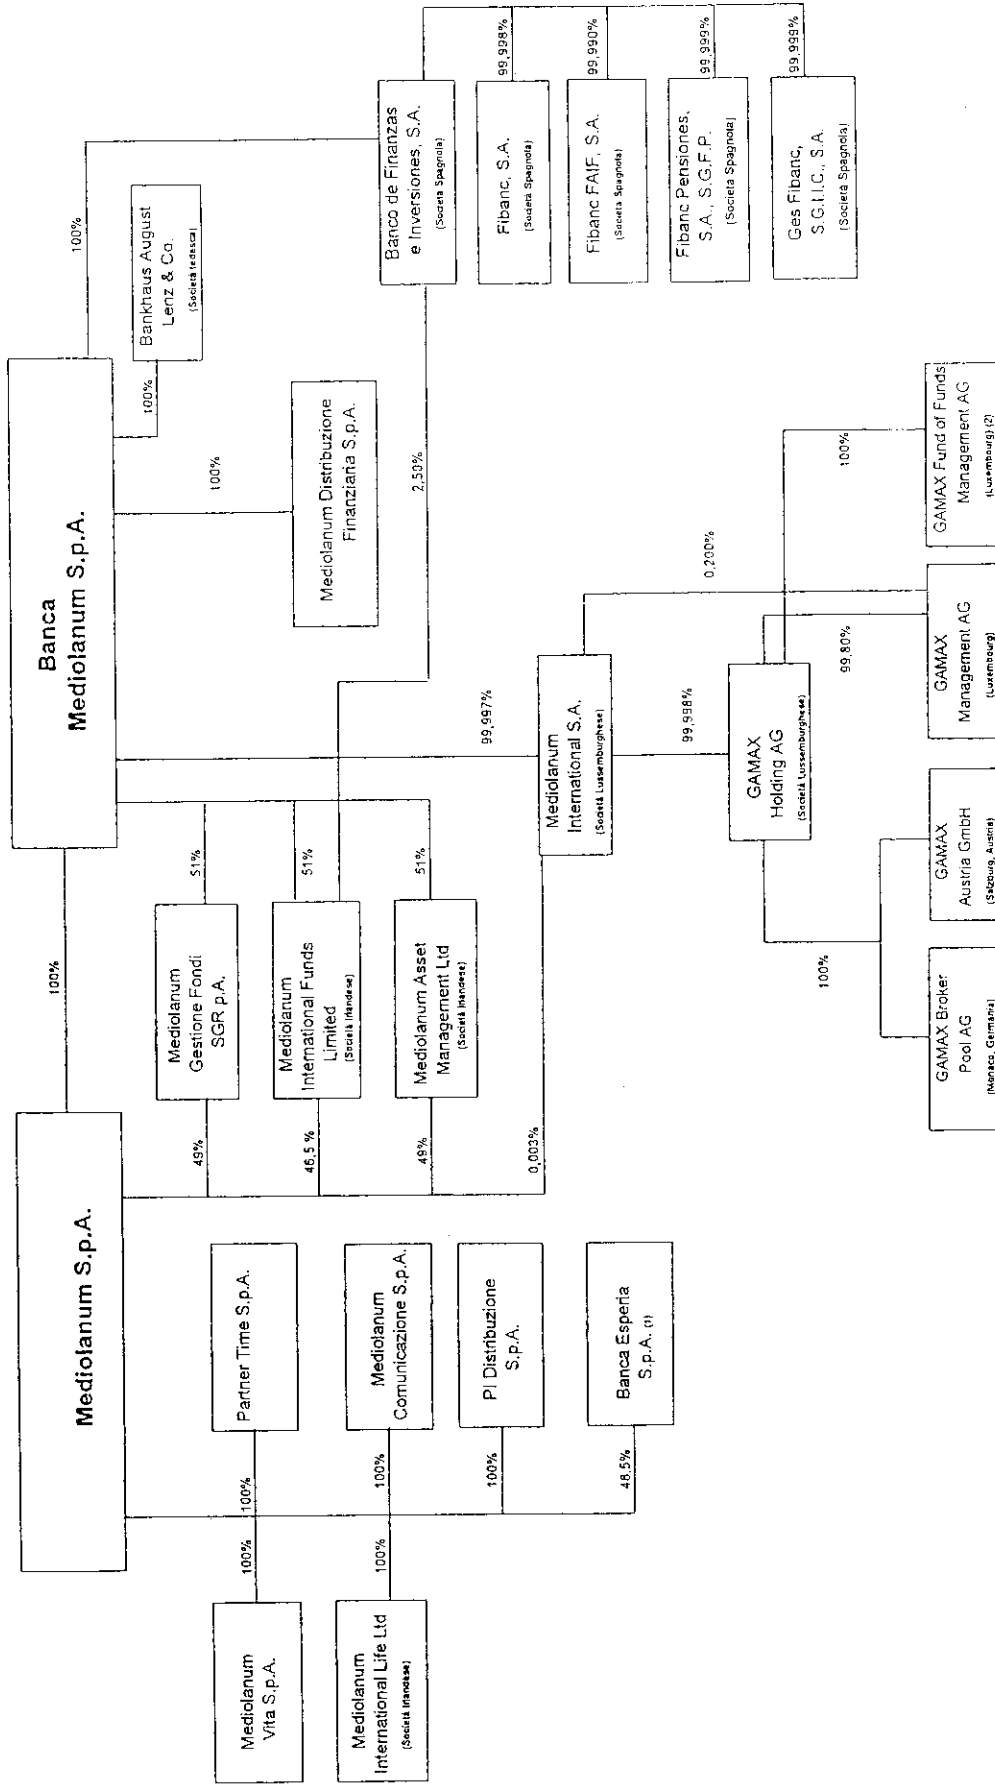 Mediolanum S.p.A.
100%
Banca
Mediolanum S.p.A.
100%
Mediolanum
Vita S.p.A.
100%
100%
Partner Time S.p.A.
Mediolanum
International Life Ltd
(Società Irlandese)
100%
100%
Mediolanum
Comunicazione S.p.A.
100%
PI Distribuzione
S.p.A.
48,5%
Banca Esperia
S.p.A. (1)
49%
Mediolanum
Gestione Fondi
SGR p.A.
51%
46,5 %
Mediolanum
International Funds
Limited
(Società Irlandese)
51%
49%
Mediolanum Asset
Management Ltd
(Società Irlandese)
51%
0,003%
99,997%
Mediolanum
International S.A.
(Società Lussemburghese)
100%
Mediolanum Distribuzione
Finanziaria S.p.A.
100%
Bankhaus August
Lenz & Co.
(Società tedesca)
2,50%
Banco de Finanzas
e Inversiones, S.A.
(Società Spagnola)
99,998%
Fibanc, S.A.
(Società Spagnola)
99,990%
Fibanc FAIF, S.A.
(Società Spagnola)
99,999%
Fibanc Pensiones,
S.A., S.G.F.P.
(Società Spagnola)
99,999%
Ges Fibanc,
S.G.I.I.C., S.A.
(Società Spagnola)
99,998%
0,200%
GAMAX
Holding AG
(Società Lussemburghese)
100%
99,80%
100%
GAMAX Broker
Pool AG
(Monaco, Germania)
GAMAX
Austria GmbH
(Salzburg, Austria)
GAMAX
Management AG
(Luxembourg)
GAMAX Fund of Funds
Management AG
(Luxembourg) (2)